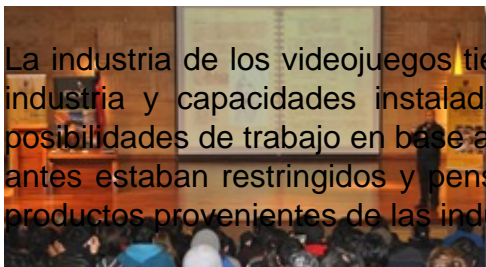 La industria de los videojuegos
industria y capacidades
posibilidades de trabajo en base a
antes estaban restringidos y
productos provenientes de las